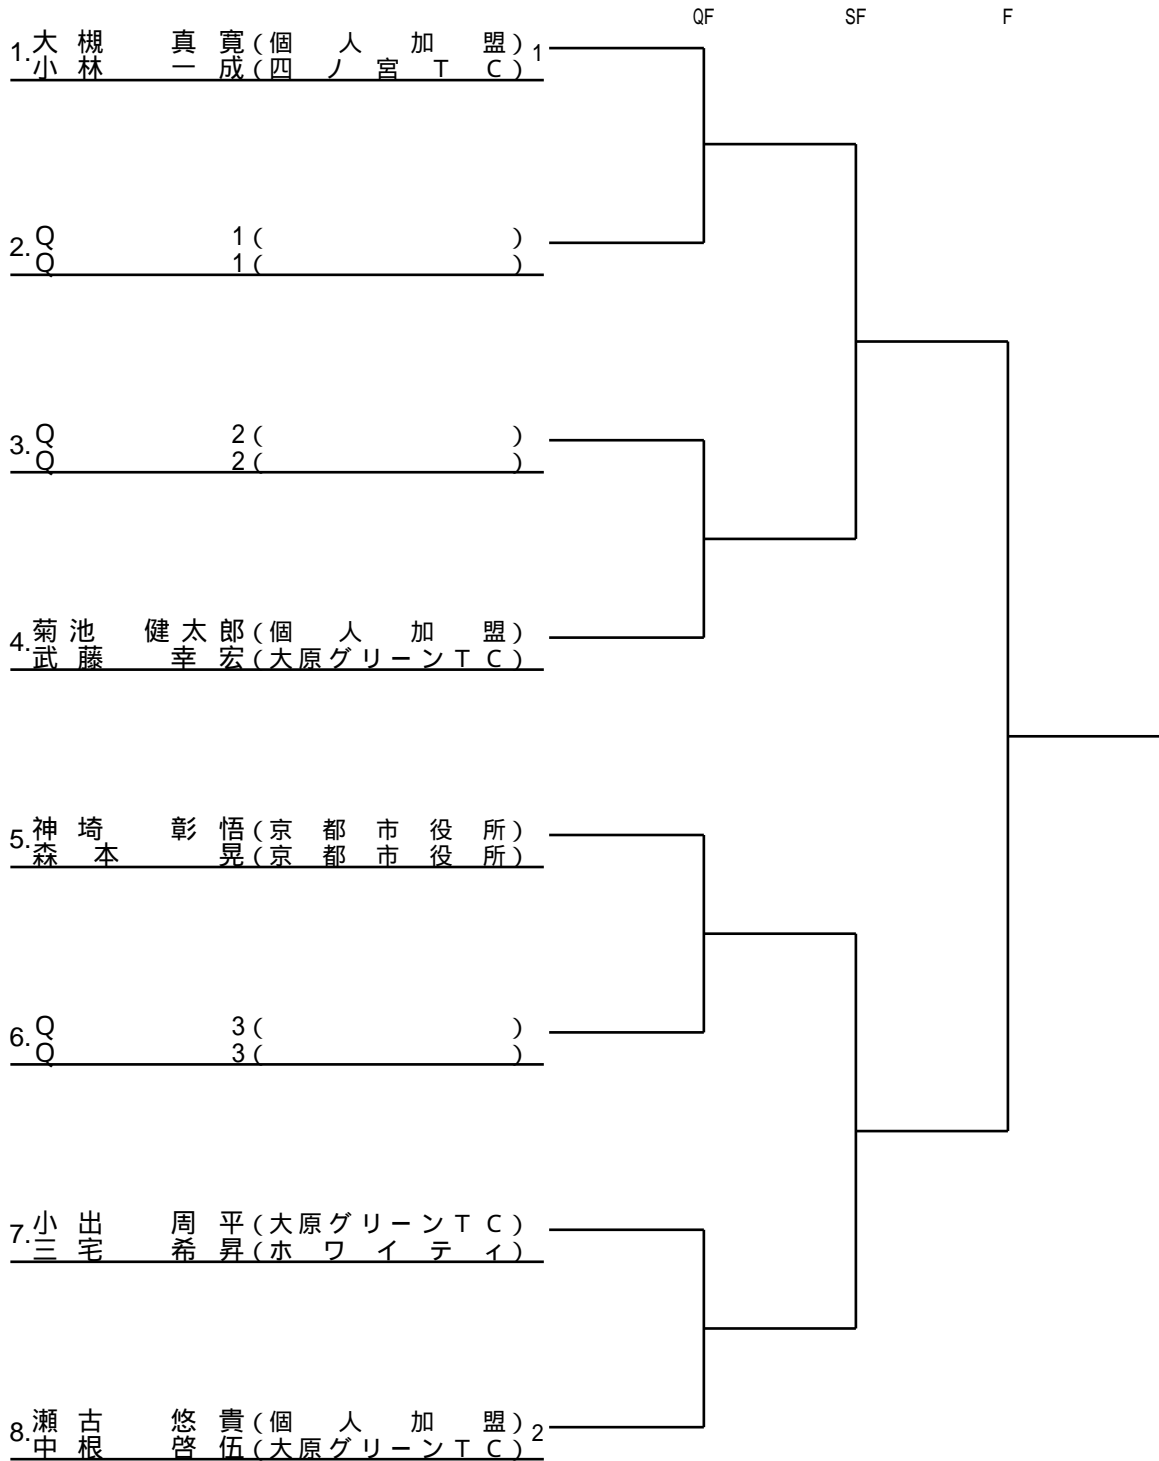 QF SF F
1. 大槻 真寛(個人加盟) 1
小林 一成(四ノ宮TC)
2. Q 1( )
Q 1( )
3. Q 2( )
Q 2( )
4. 菊池 健太郎(個人加盟)
武藤 幸宏(大原グリーンTC)
5. 神埼 彰悟(京都市役所)
森本 晃(京都市役所)
6. Q 3( )
Q 3( )
7. 小出 周平(大原グリーンTC)
三宅 希昇(ホワイティ)
8. 瀬古 悠貴(個人加盟) 2
中根 啓伍(大原グリーンTC)